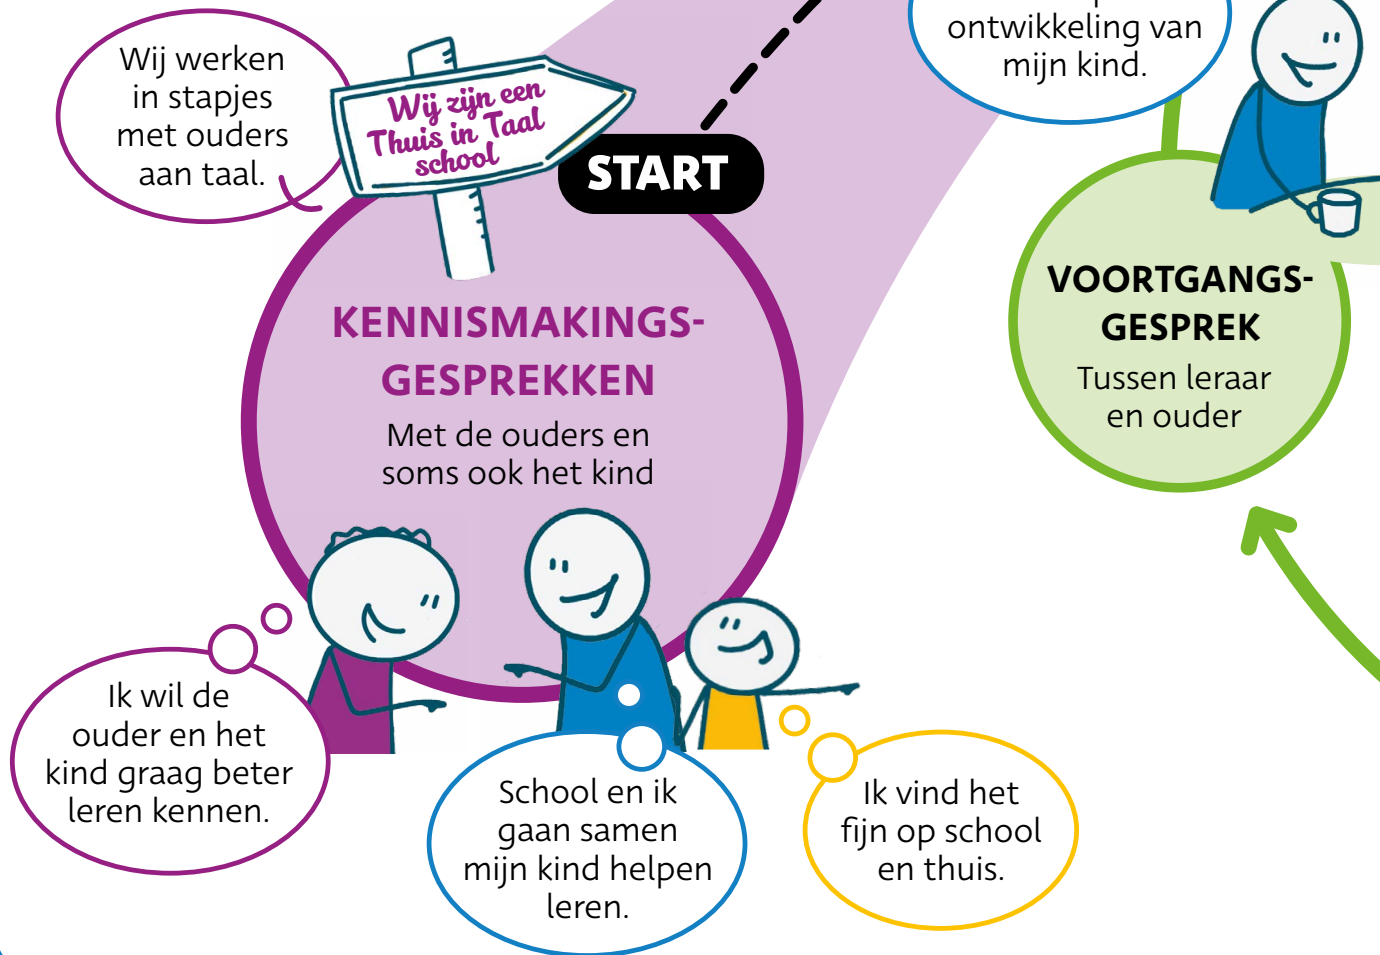 Wij werken
in stapjes
met ouders
aan taal.
Wij zijn een
Thuis in Taal
school
START
KENNISMAKINGS-
GESPREKKEN
Met de ouders en
soms ook het kind
Ik wil de
ouder en het
kind graag beter
leren kennen.
School en ik
gaan samen
mijn kind helpen
leren.
Ik vind het
fijn op school
en thuis.
ontwikkeling van
mijn kind.
VOORTGANGS-
GESPREK
Tussen leraar
en ouder